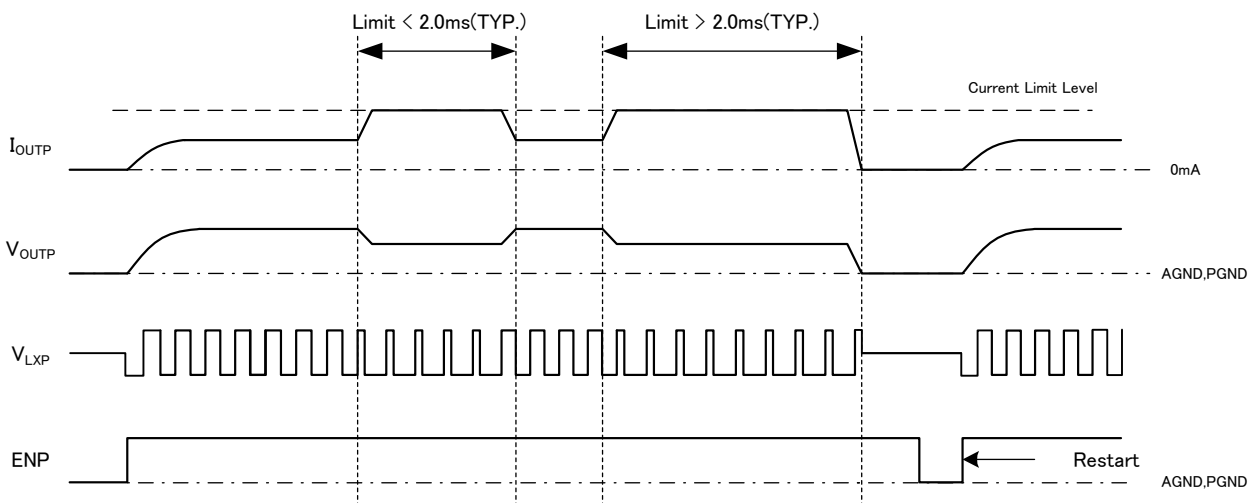 Limit < 2.0ms(TYP.)
Limit > 2.0ms(TYP.)
Current Limit Level
IOUTP
0mA
VOUTP
AGND,PGND
VLXP
ENP
Restart
AGND,PGND